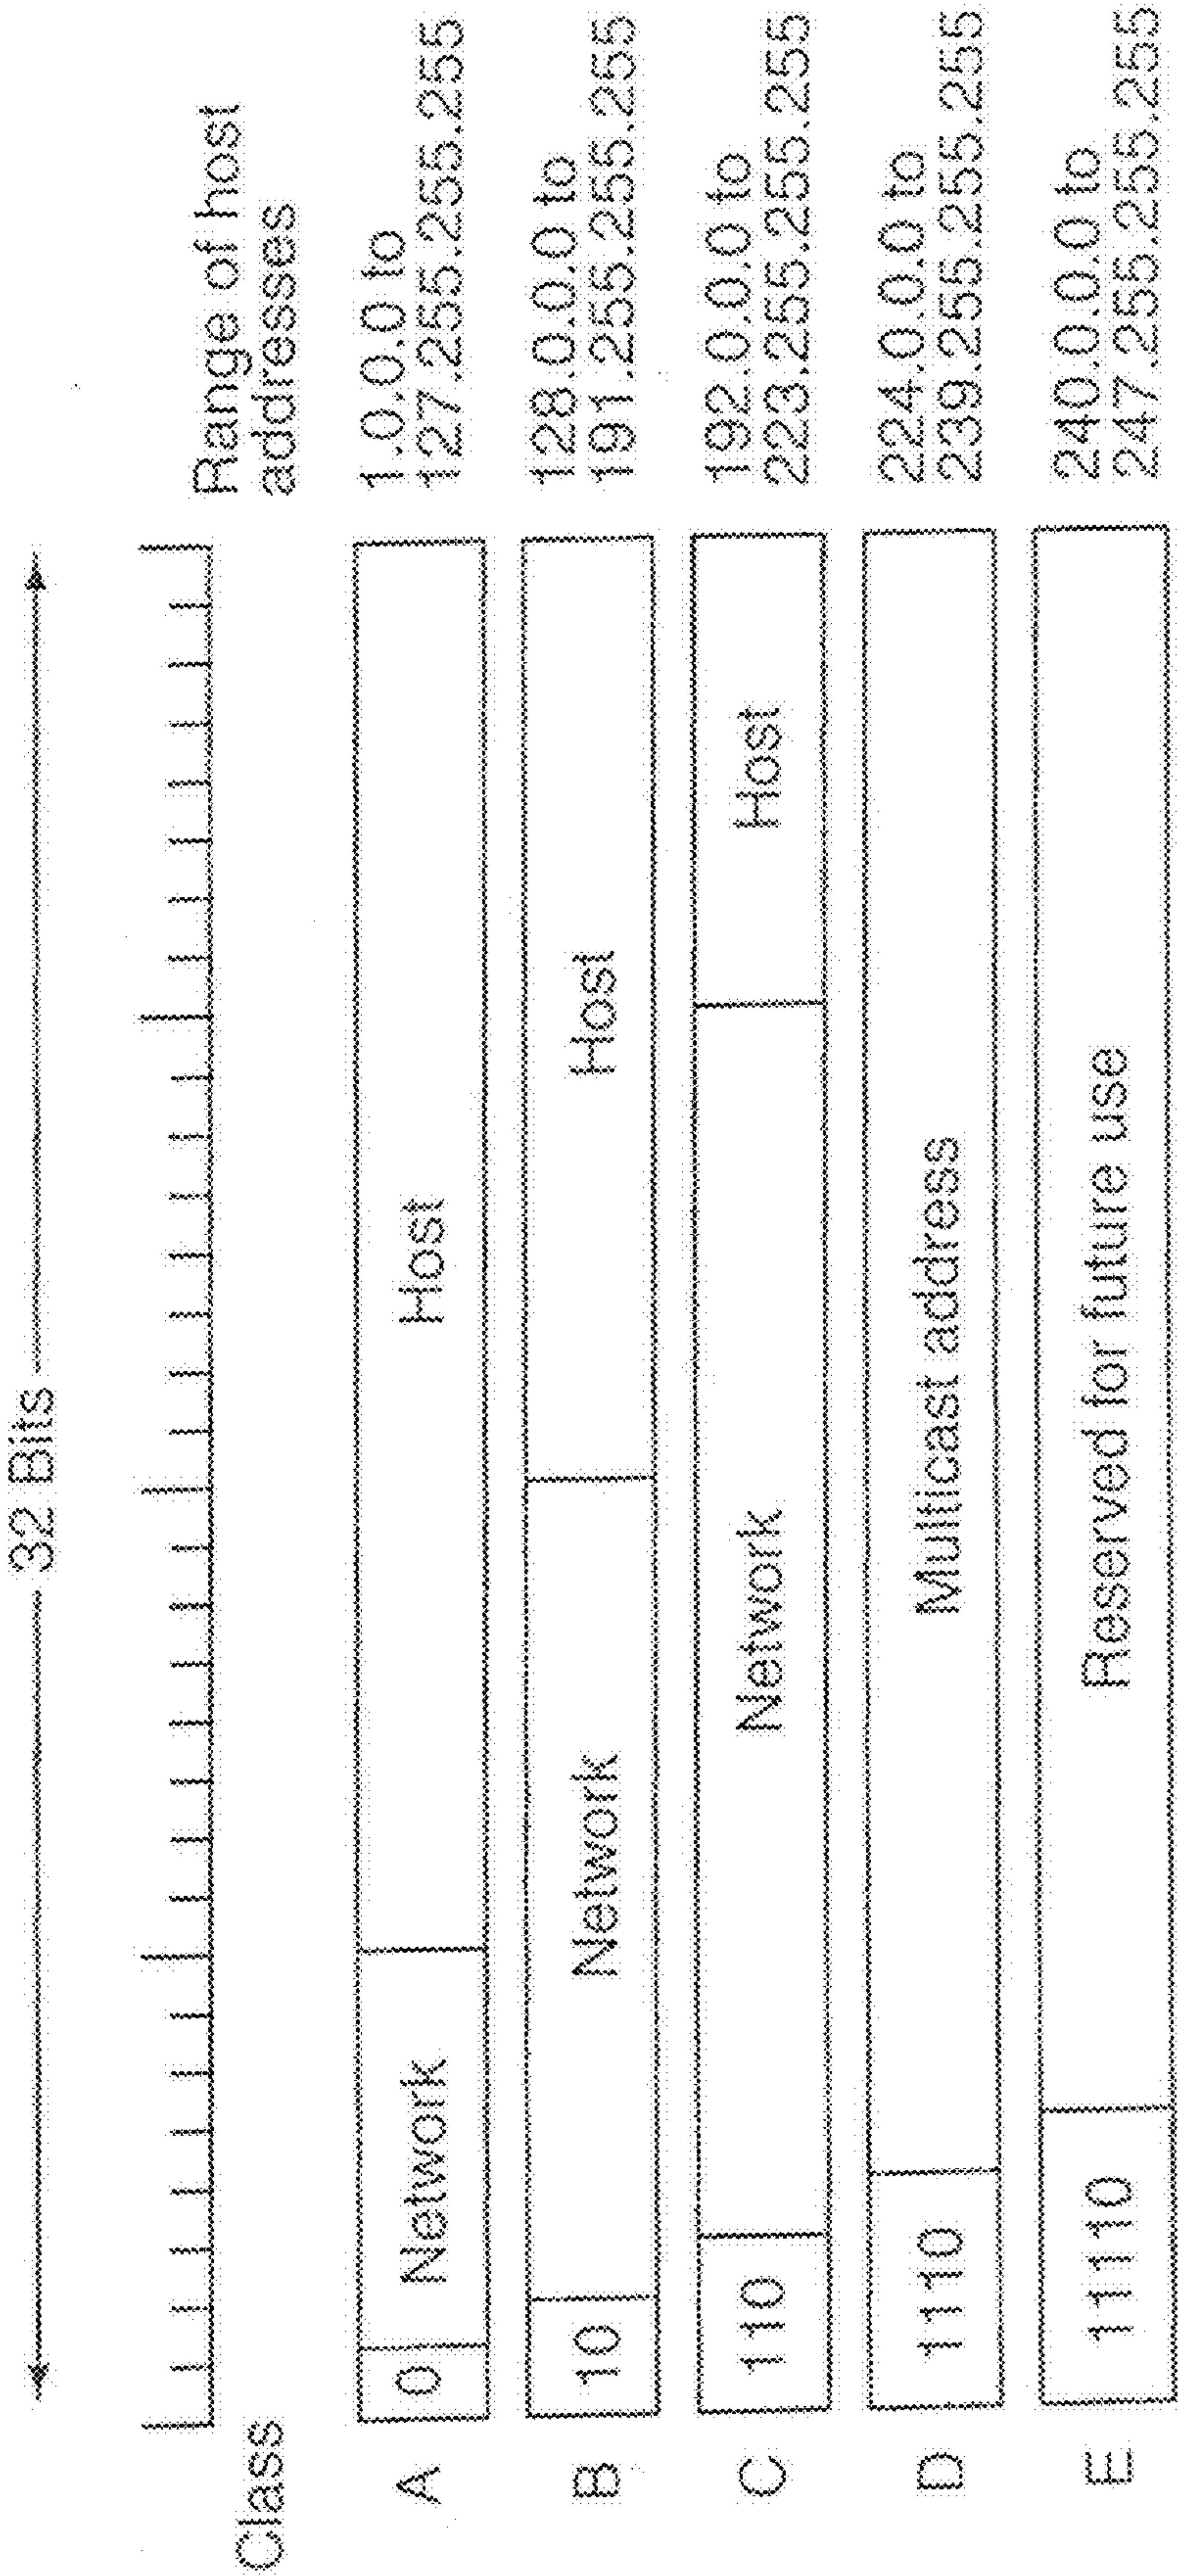 32 Bits
Class
Range of host
addresses
A
0
Network
Host
1.0.0.0 to
127.255.255.255
B
10
Network
Host
128.0.0.0 to
191.255.255.255
C
110
Network
Host
192.0.0.0 to
223.255.255.255
D
1110
Multicast address
224.0.0.0 to
239.255.255.255
E
11110
Reserved for future use
240.0.0.0 to
247.255.255.255